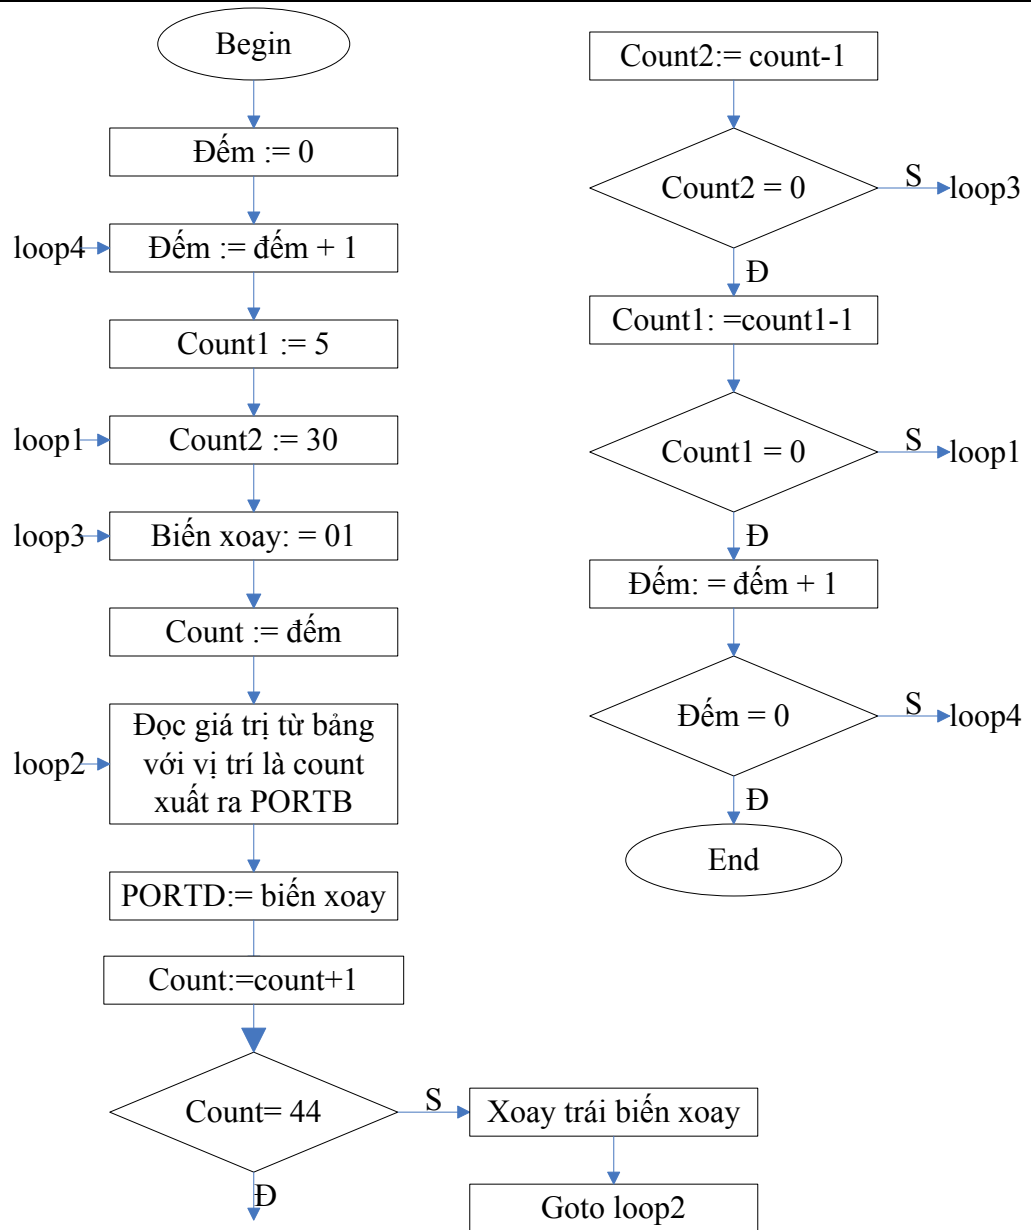 Begin
Đếm := 0
loop4
Đếm := đếm + 1
Count1 := 5
loop1
Count2 := 30
loop3
Biến xoay: = 01
Count := đếm
loop2
Đọc giá trị từ bảng
với vị trí là count
xuất ra PORTB
PORTD:= biến xoay
Count:=count+1
Count= 44
S
Xoay trái biến xoay
Goto loop2
Đ
Count2:= count-1
Count2 = 0
S
loop3
Đ
Count1: =count1-1
Count1 = 0
S
loop1
Đ
Đếm: = đếm + 1
Đếm = 0
S
loop4
Đ
End